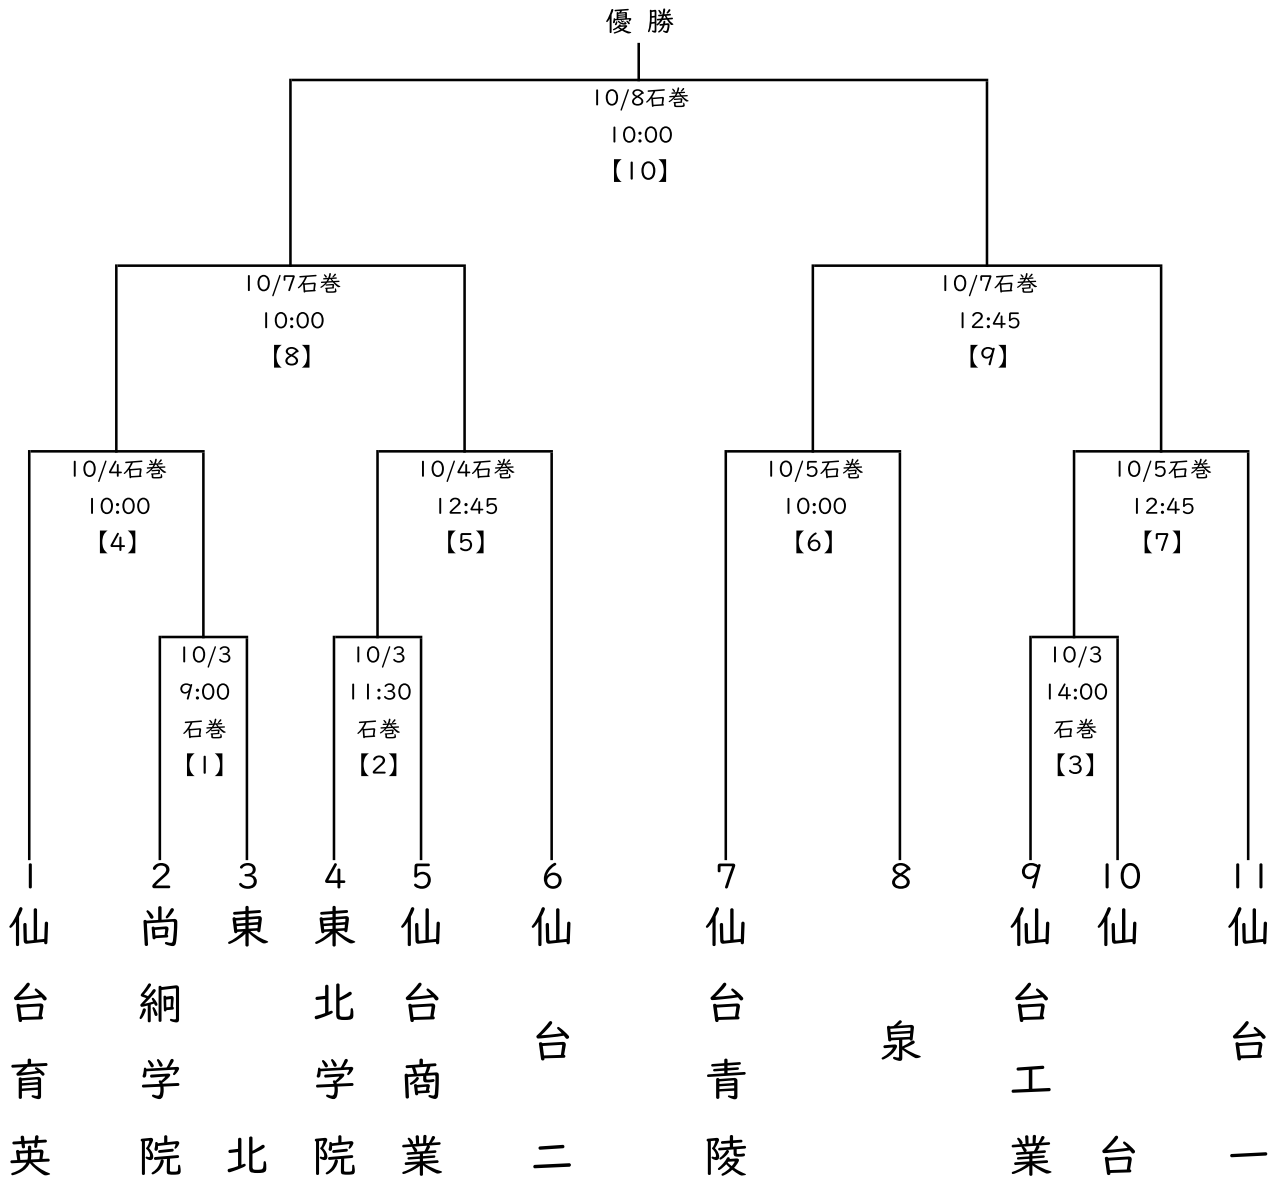 優勝
10/8石巻
10:00
【10】
10/7石巻
10:00
【8】
10/7石巻
12:45
【9】
10/4石巻
10:00
【4】
10/4石巻
12:45
【5】
10/5石巻
10:00
【6】
10/5石巻
12:45
【7】
10/3
9:00
石巻
【1】
10/3
11:30
石巻
【2】
10/3
14:00
石巻
【3】
1
仙台育英
2
尚絅学院
3
東北
4
東北学院
5
仙台商業
6
仙台二
7
仙台青陵
8
泉
9
仙台工業
10
仙台
11
仙台一